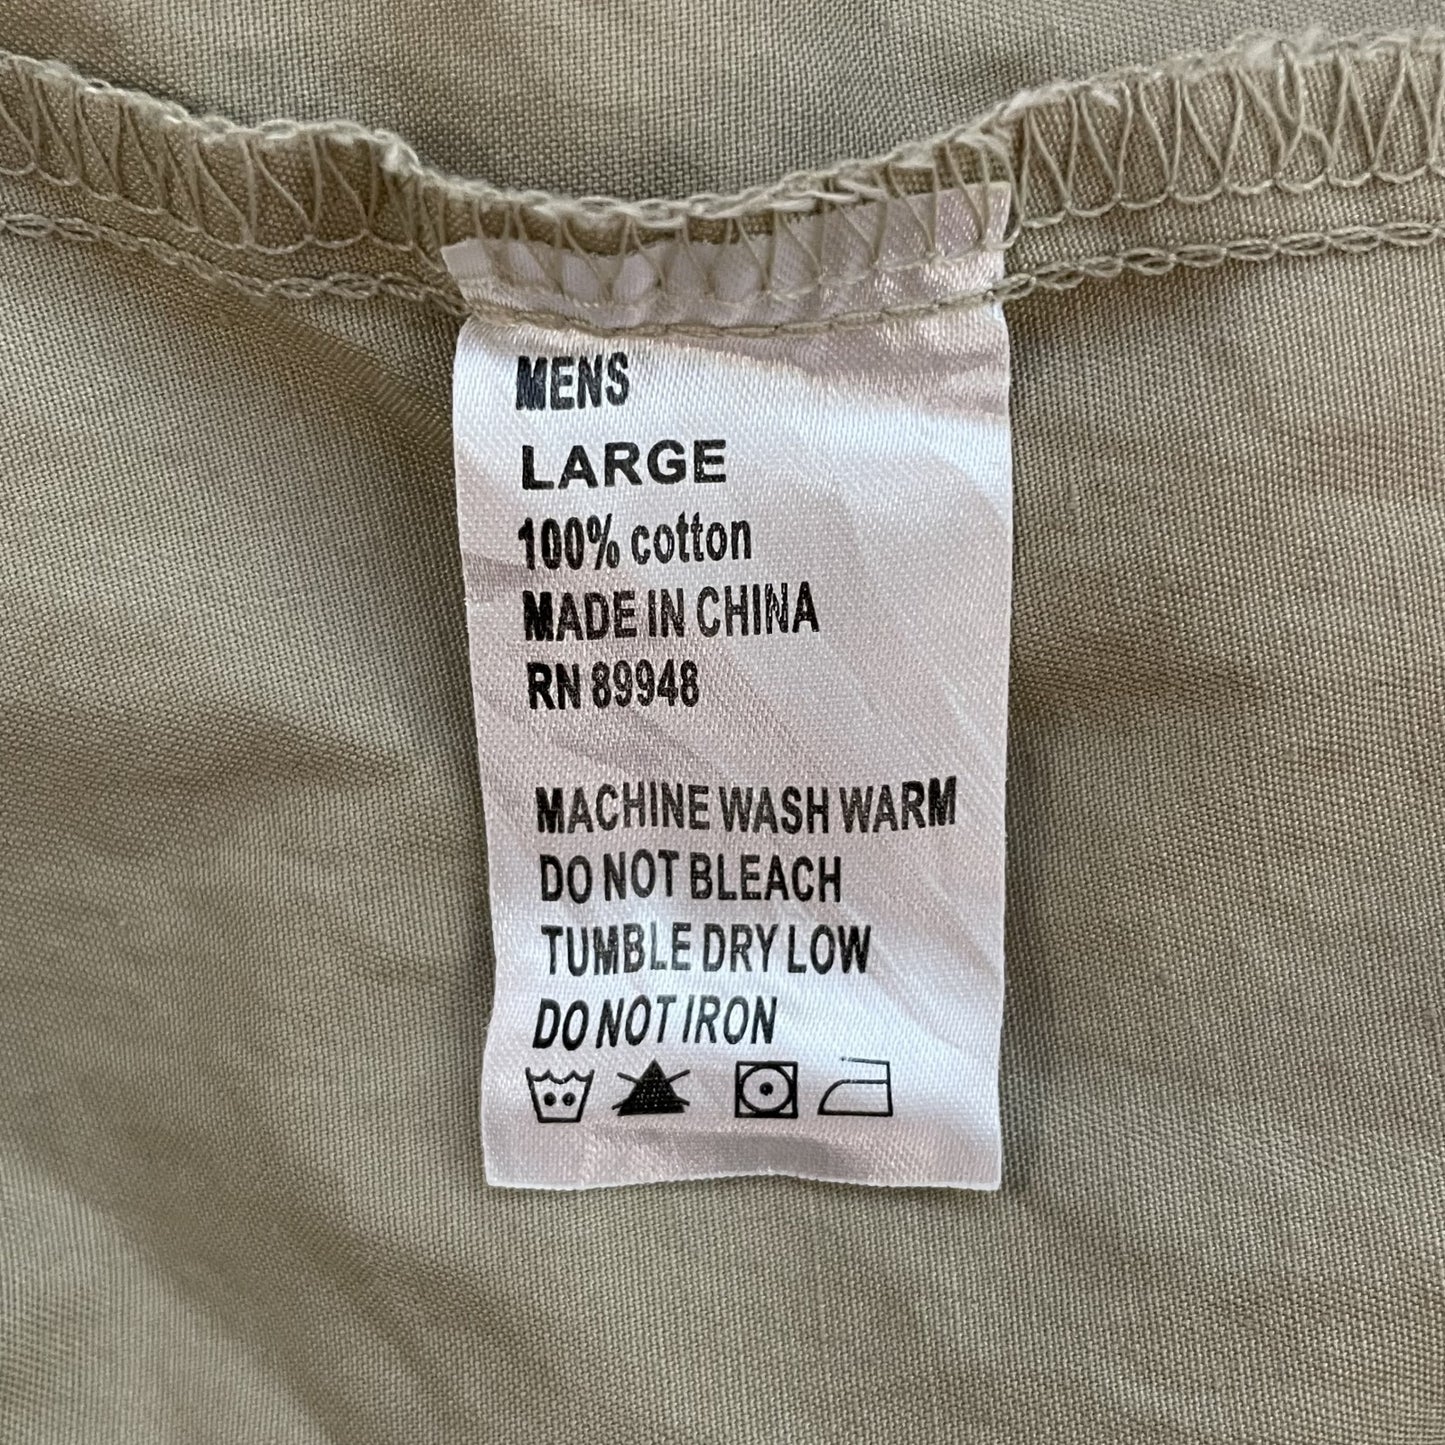 MENS
LARGE
100% cotton
MADE IN CHINA
RN 89948
MACHINE WASH WARM
DO NOT BLEACH
TUMBLE DRY LOW
DO NOT IRON